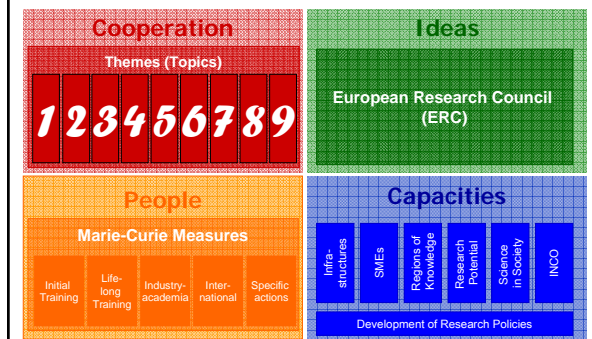 Cooperation
Themes (Topics)
1 2 3 4 5 6 7 8 9
Ideas
European Research Council
(ERC)
People
Marie-Curie Measures
Initial
Training
Life-
long
Training
Industry-
academia
Inter-
national
Specific
actions
Capacities
Infra-
structures
SMEs
Regions of
Knowledge
Research
Potential
Science
in Society
INCO
Development of Research Policies